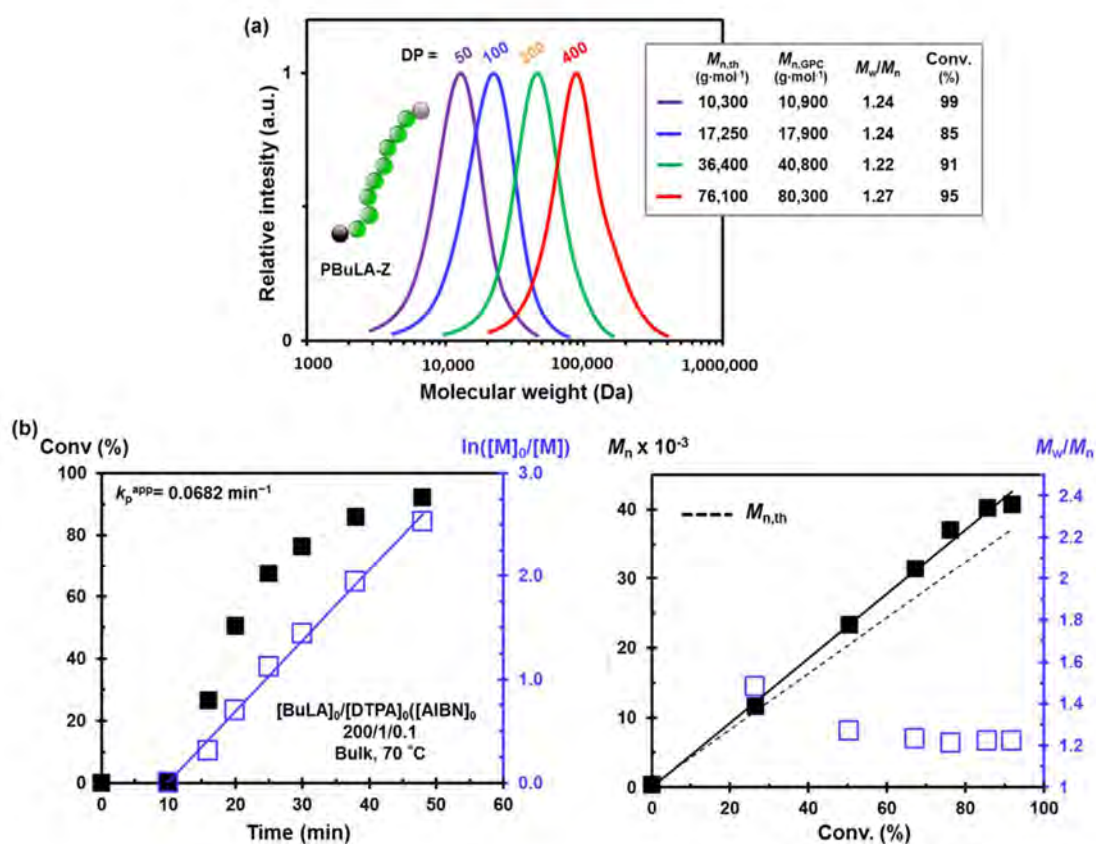 (a)
DP = 50 100 200 400
Relative intesity (a.u.)
1
0
PBuLA-Z
1000 10,000 100,000 1,000,000
Molecular weight (Da)
Mn,th (g·mol-1) Mn,GPC (g·mol-1) Mw/Mn Conv. (%)
10,300 10,900 1.24 99
17,250 17,900 1.24 85
36,400 40,800 1.22 91
76,100 80,300 1.27 95
(b)
Conv (%)
ln([M]0/[M])
100
90
80
70
60
50
40
30
20
10
0
kpapp= 0.0682 min−1
3.0
2.0
1.0
0.0
[BuLA]0/[DTPA]0([AIBN]0
200/1/0.1
Bulk, 70 °C
0 10 20 30 40 50 60
Time (min)
Mn x 10-3
Mw/Mn
Mn,th
40
30
20
10
0
2.4
2.2
2
1.8
1.6
1.4
1.2
1
0 20 40 60 80 100
Conv. (%)